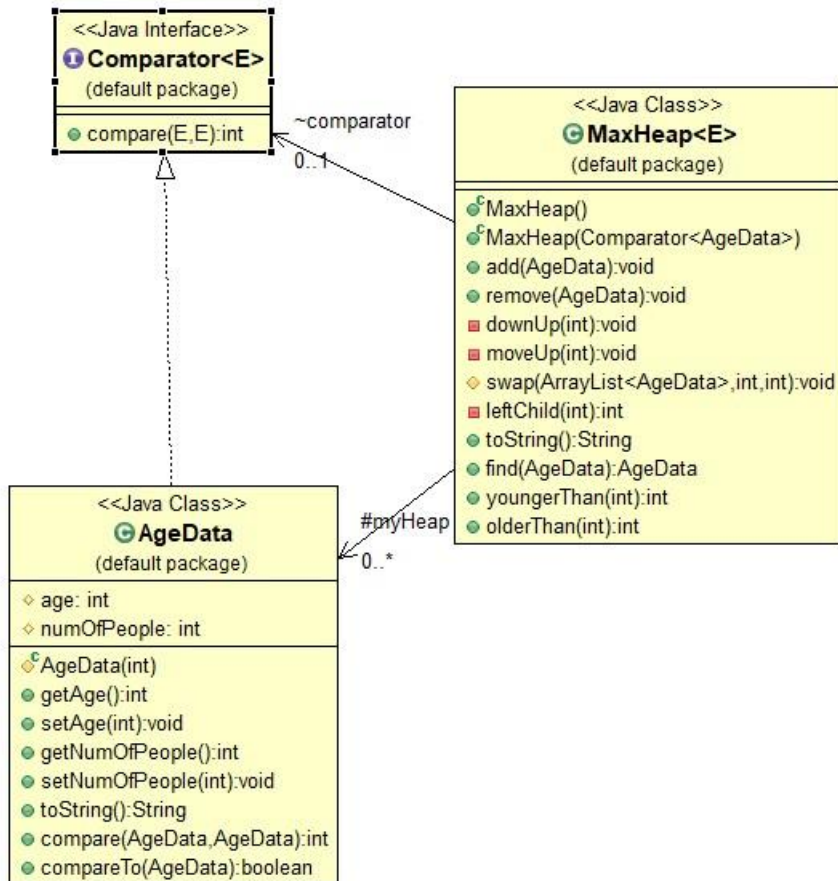 <<Java Interface>>
Comparator<E>
(default package)
compare(E,E):int
~comparator
0..1
<<Java Class>>
MaxHeap<E>
(default package)
MaxHeap()
MaxHeap(Comparator<AgeData>)
add(AgeData):void
remove(AgeData):void
downUp(int):void
moveUp(int):void
swap(ArrayList<AgeData>,int,int):void
leftChild(int):int
toString():String
find(AgeData):AgeData
youngerThan(int):int
olderThan(int):int
#myHeap
0..*
<<Java Class>>
AgeData
(default package)
age: int
numOfPeople: int
AgeData(int)
getAge():int
setAge(int):void
getNumOfPeople():int
setNumOfPeople(int):void
toString():String
compare(AgeData,AgeData):int
compareTo(AgeData):boolean